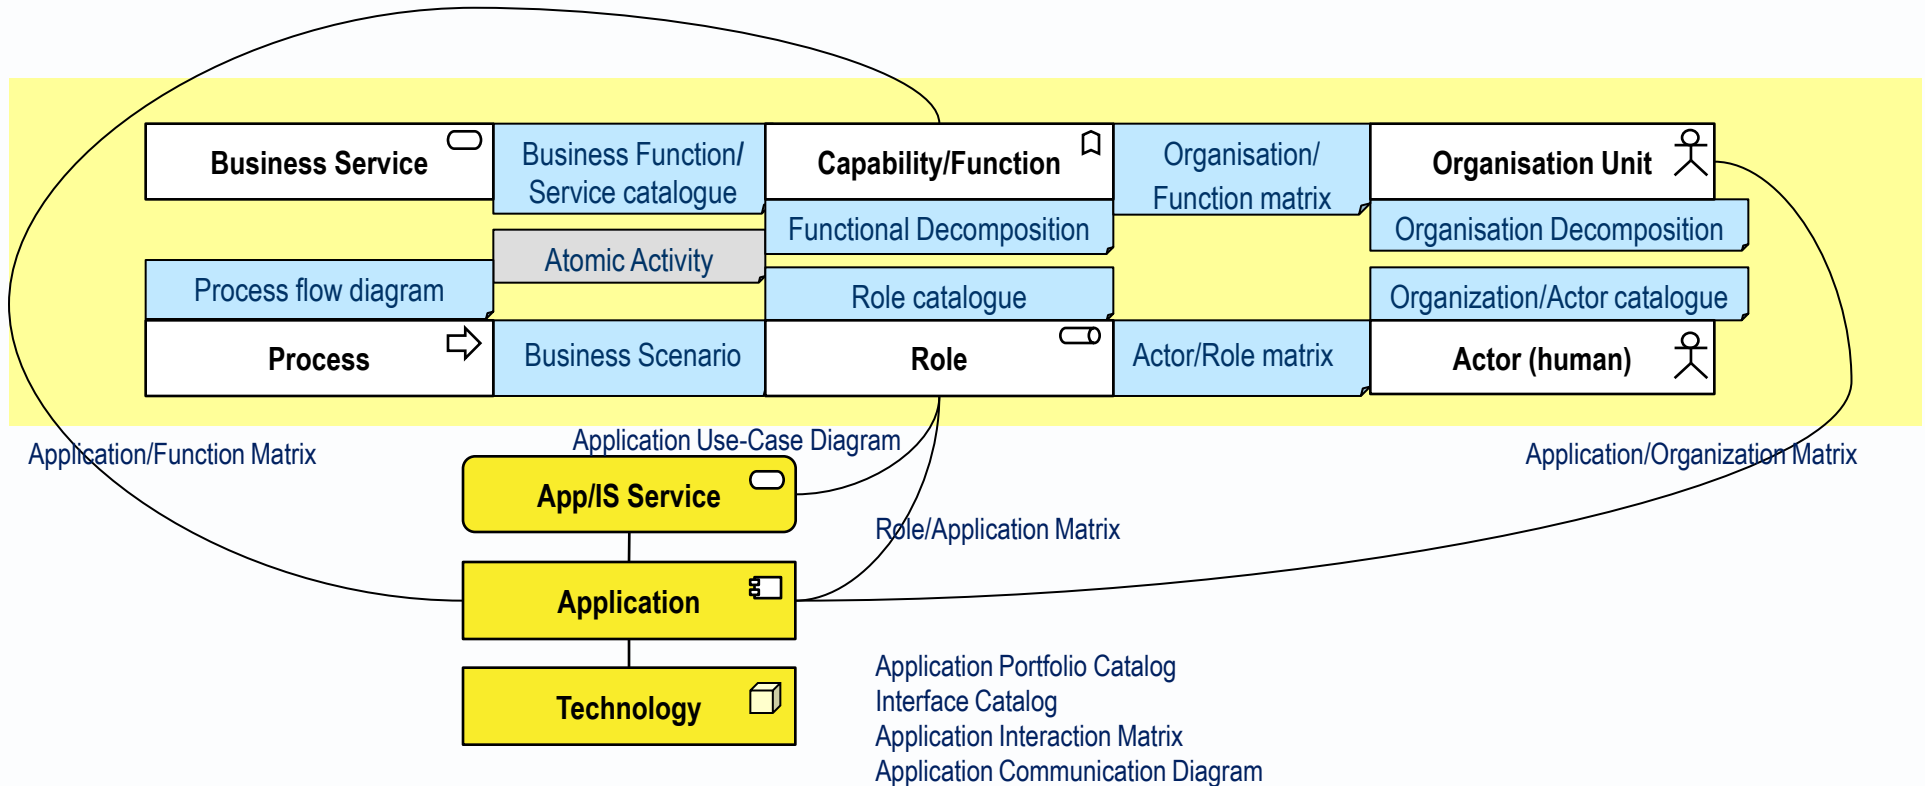 Business Service
Business Function/
Service catalogue
Capability/Function
Organisation/
Function matrix
Organisation Unit
Functional Decomposition
Organisation Decomposition
Atomic Activity
Process flow diagram
Role catalogue
Organization/Actor catalogue
Process
Business Scenario
Role
Actor/Role matrix
Actor (human)
Application/Function Matrix
Application Use-Case Diagram
Application/Organization Matrix
App/IS Service
Role/Application Matrix
Application
Technology
Application Portfolio Catalog
Interface Catalog
Application Interaction Matrix
Application Communication Diagram